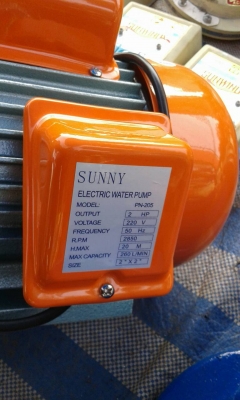 SUNNY
ELECTRIC WATER PUMP
MODEL: PN-205
OUTPUT 2 HP
VOLTAGE 220 V
FREQUENCY 50 Hz
R.P.M 2850
H.MAX 20 M
MAX CAPACITY 260 L/MIN
SIZE 2" X 2"